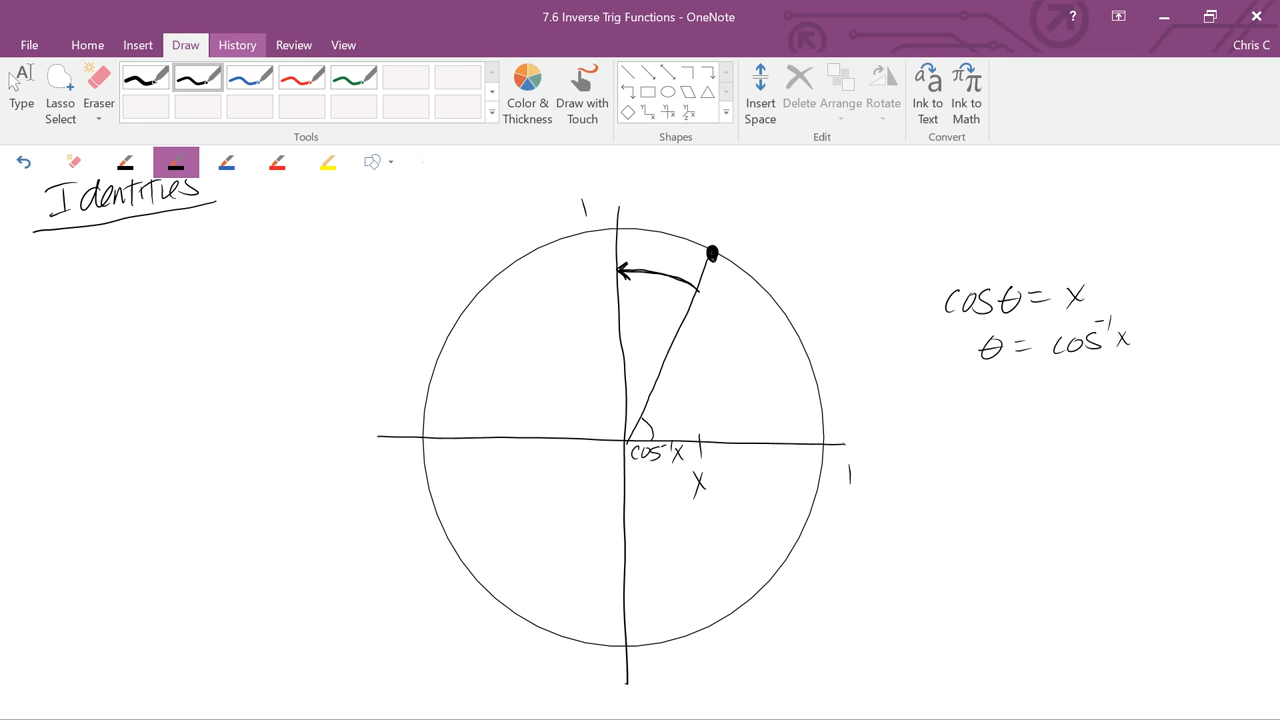 7.6 Inverse Trig Functions - OneNote
?
File Home Insert Draw History Review View
Chris C
Type
Lasso Select
Eraser
Color & Thickness
Draw with Touch
Insert Space
Delete
Arrange
Rotate
Ink to Text
Ink to Math
Tools
Shapes
Edit
Convert
Identities
1
cosθ = x
θ = cos⁻¹x
cos⁻¹x
x
1